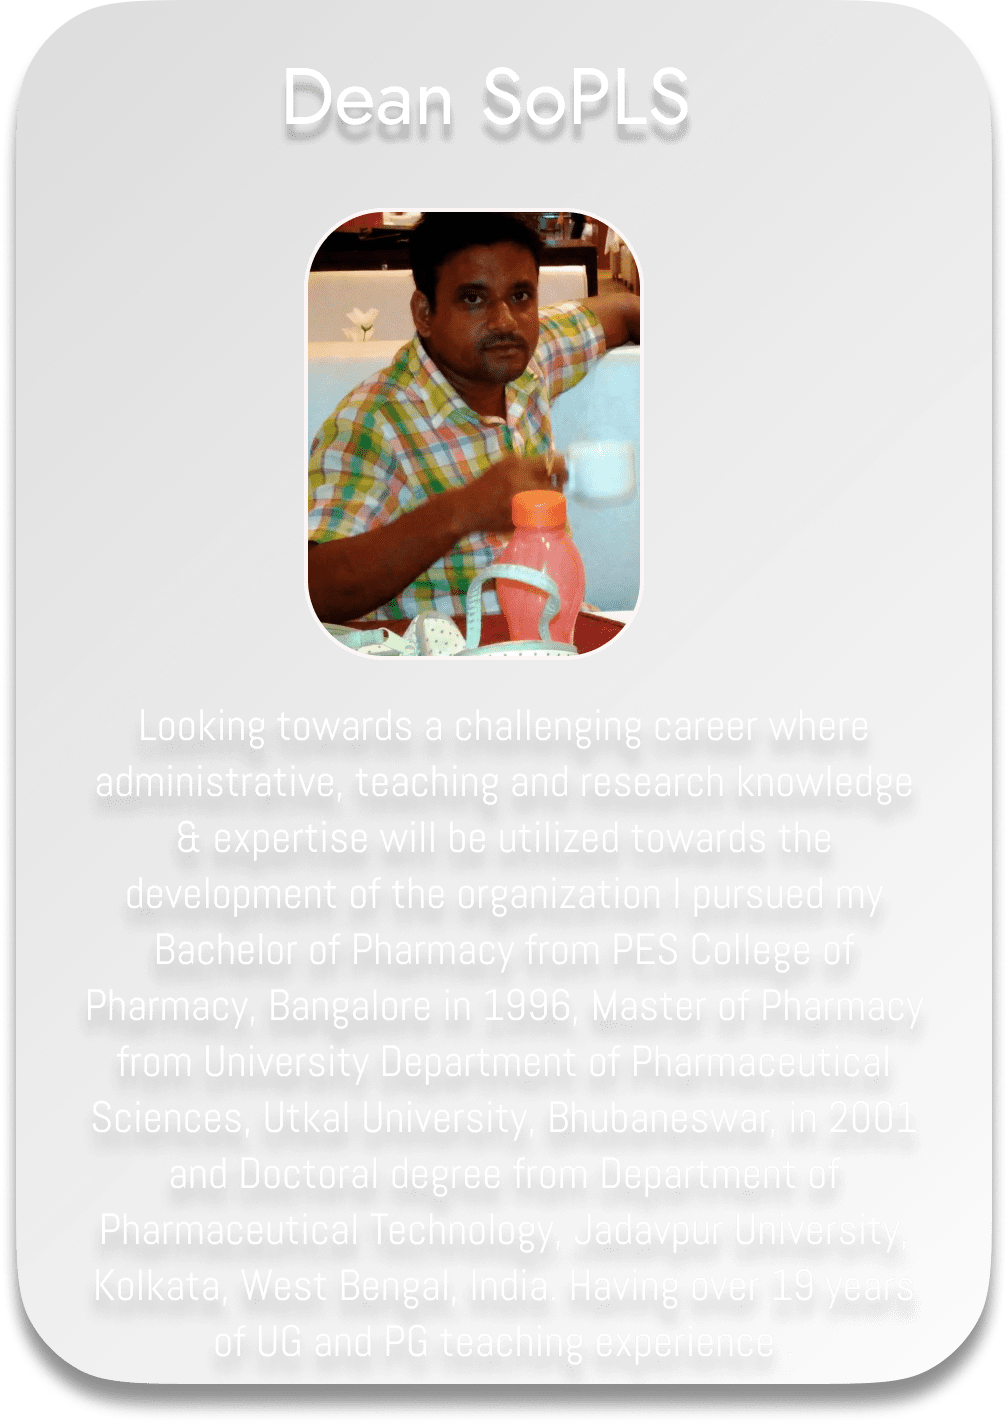 Dean SoPLS
Looking towards a challenging career where
administrative, teaching and research knowledge
& expertise will be utilized towards the
development of the organization I pursued my
Bachelor of Pharmacy from PES College of
Pharmacy, Bangalore in 1996, Master of Pharmacy
from University Department of Pharmaceutical
Sciences, Utkal University, Bhubaneswar, in 2001
and Doctoral degree from Department of
Pharmaceutical Technology, Jadavpur University,
Kolkata, West Bengal, India. Having over 19 years
of UG and PG teaching experience .